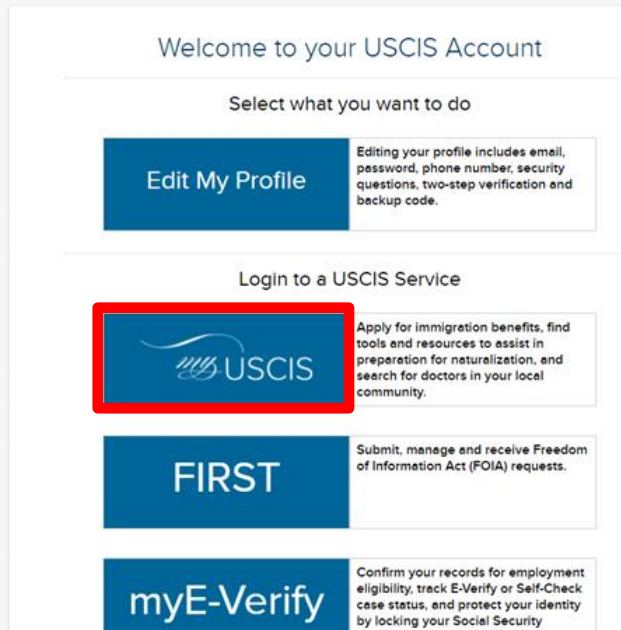 Welcome to your USCIS Account
Select what you want to do
Edit My Profile
Editing your profile includes email,
password, phone number, security
questions, two-step verification and
backup code.
Login to a USCIS Service
my USCIS
Apply for immigration benefits, find
tools and resources to assist in
preparation for naturalization, and
search for doctors in your local
community.
FIRST
Submit, manage and receive Freedom
of Information Act (FOIA) requests.
myE-Verify
Confirm your records for employment
eligibility, track E-Verify or Self-Check
case status, and protect your identity
by locking your Social Security